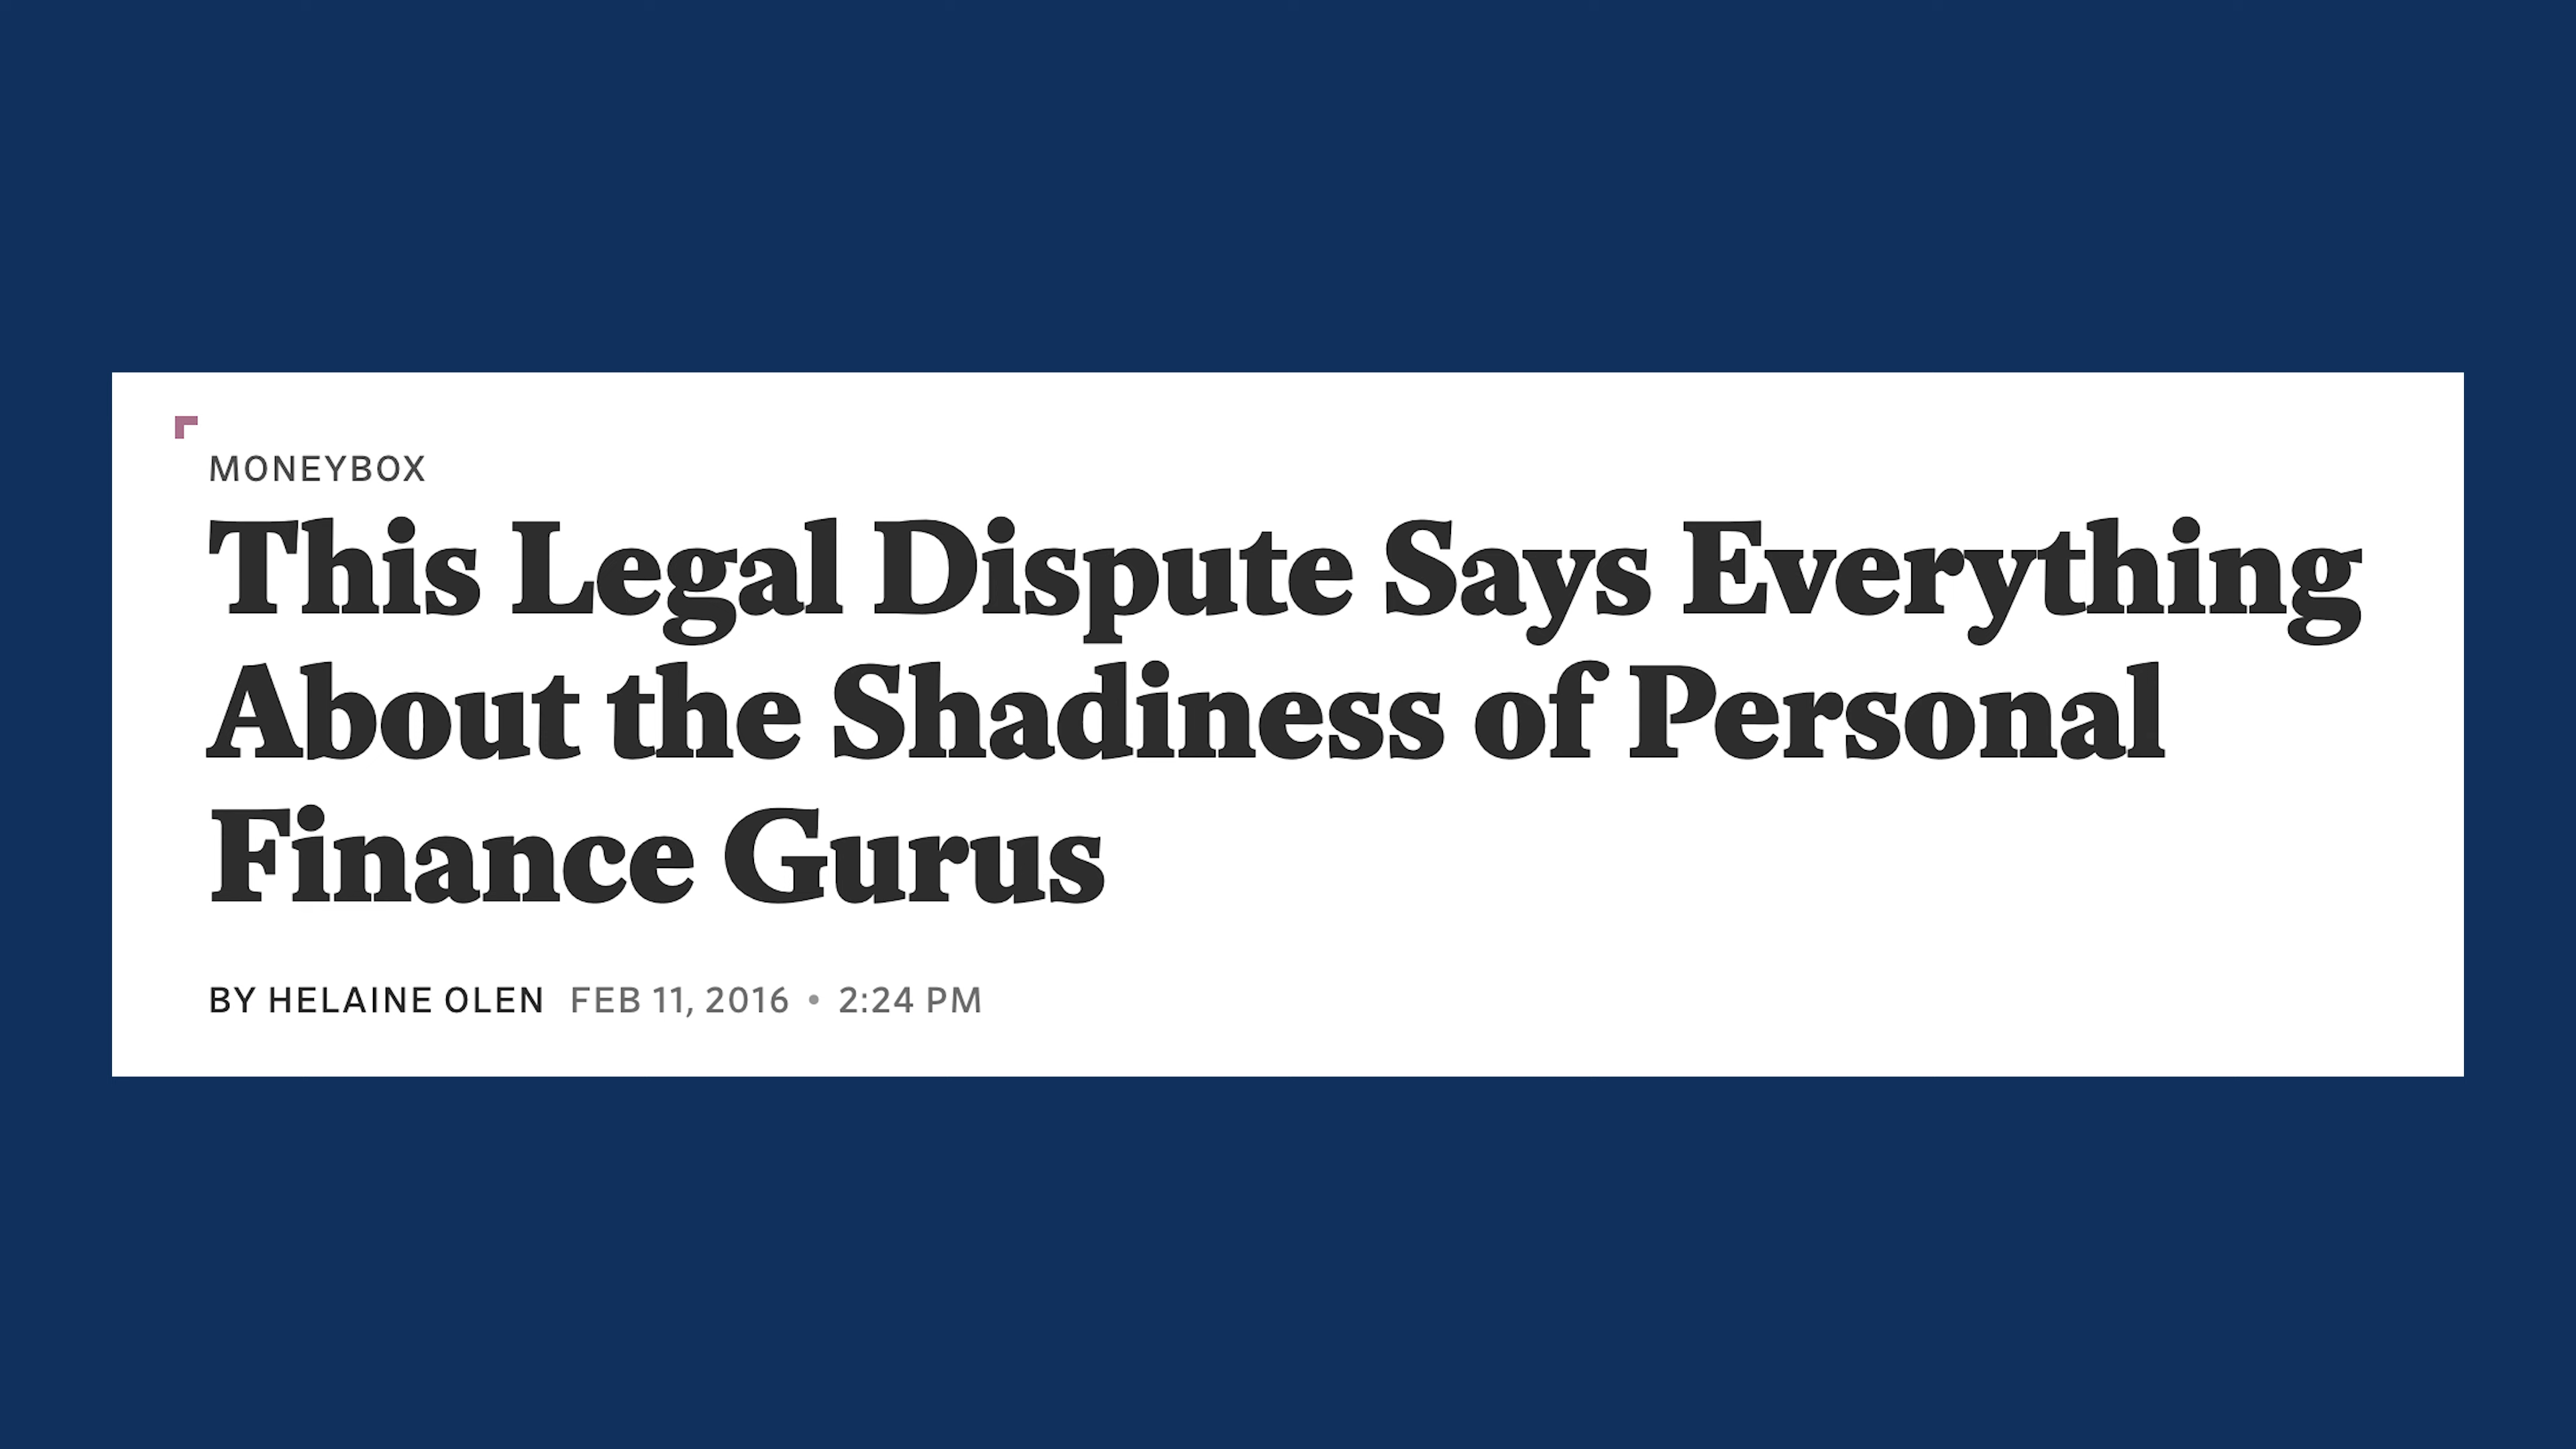 MONEYBOX
This Legal Dispute Says Everything
About the Shadiness of Personal
Finance Gurus
BY HELAINE OLEN FEB 11, 2016 • 2:24 PM